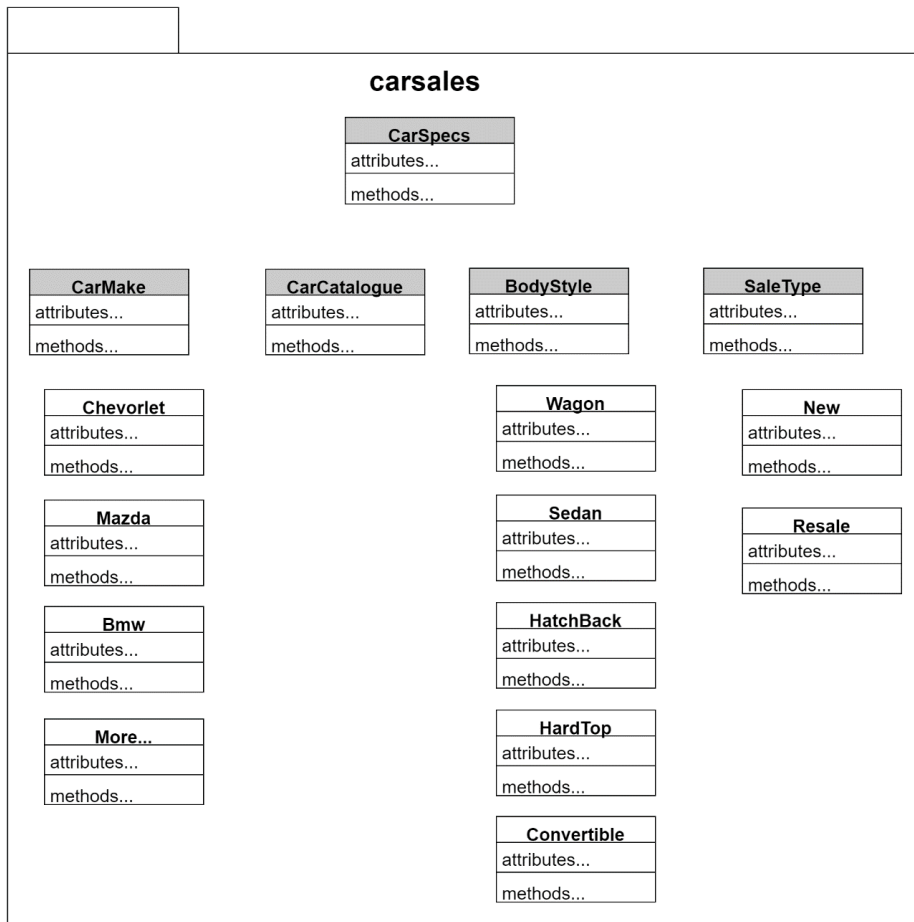 carsales
CarSpecs
attributes...
methods...
CarMake
attributes...
methods...
CarCatalogue
attributes...
methods...
BodyStyle
attributes...
methods...
SaleType
attributes...
methods...
Chevorlet
attributes...
methods...
Mazda
attributes...
methods...
Bmw
attributes...
methods...
More...
attributes...
methods...
Wagon
attributes...
methods...
Sedan
attributes...
methods...
HatchBack
attributes...
methods...
HardTop
attributes...
methods...
Convertible
attributes...
methods...
New
attributes...
methods...
Resale
attributes...
methods...